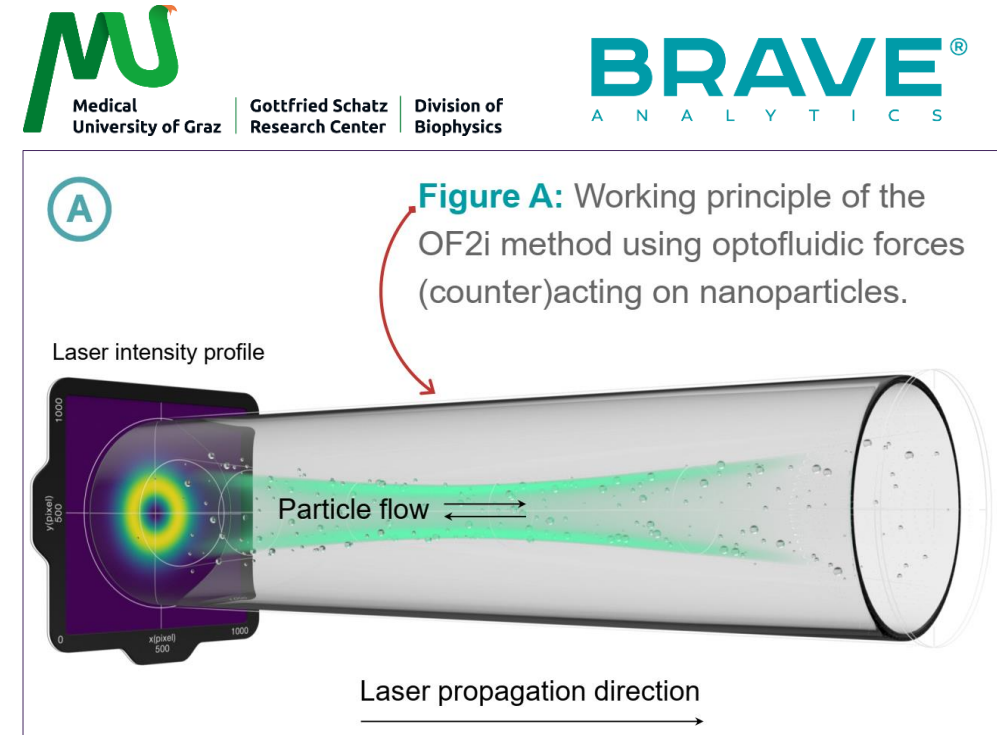 Medical
University of Graz
Gottfried Schatz
Research Center
Division of
Biophysics
BRAVE®
ANALYTICS
A
Figure A: Working principle of the
OF2i method using optofluidic forces
(counter)acting on nanoparticles.
Laser intensity profile
1000
y(pixel)
500
Particle flow
0
x(pixel)
500
1000
Laser propagation direction